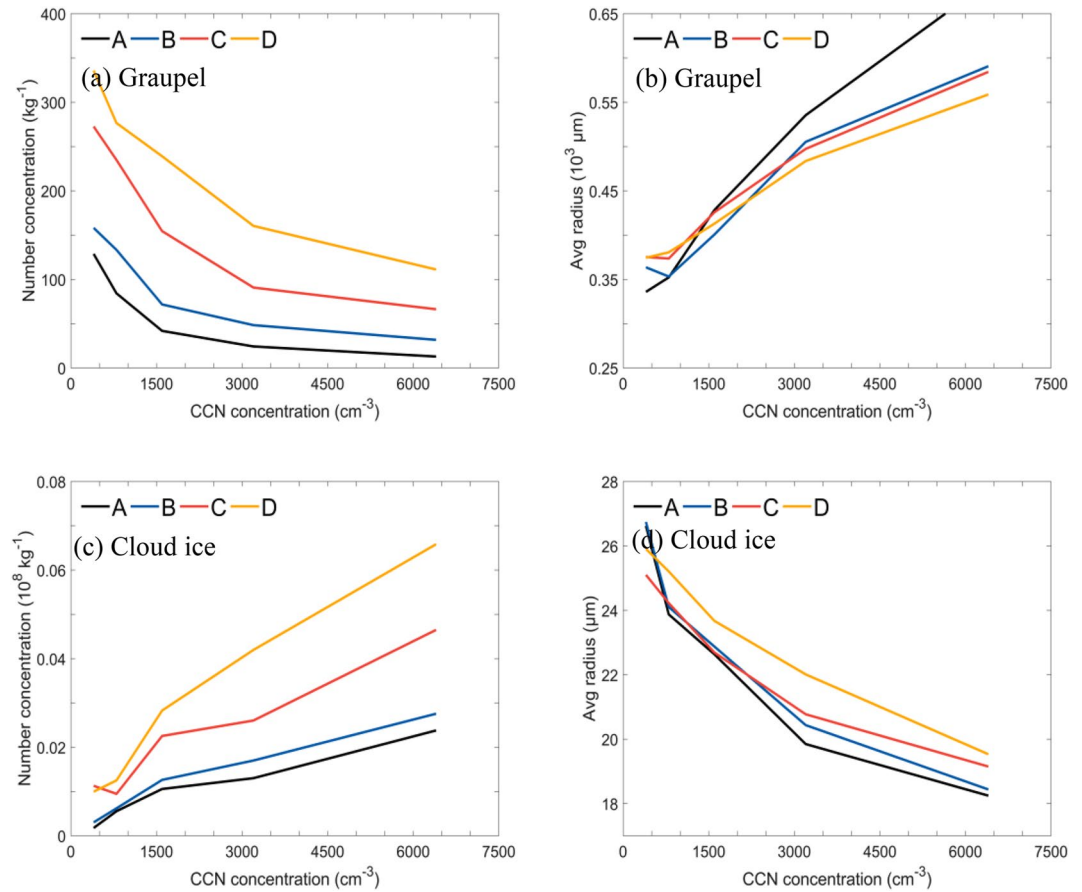 A B C D
(a) Graupel
Number concentration (kg-1)
400
300
200
100
0
0 1500 3000 4500 6000 7500
CCN concentration (cm-3)
A B C D
(b) Graupel
Avg radius (103 µm)
0.65
0.55
0.45
0.35
0.25
0 1500 3000 4500 6000 7500
CCN concentration (cm-3)
A B C D
(c) Cloud ice
Number concentration (108 kg-1)
0.08
0.06
0.04
0.02
0
0 1500 3000 4500 6000 7500
CCN concentration (cm-3)
A B C D
(d) Cloud ice
Avg radius (µm)
28
26
24
22
20
18
0 1500 3000 4500 6000 7500
CCN concentration (cm-3)